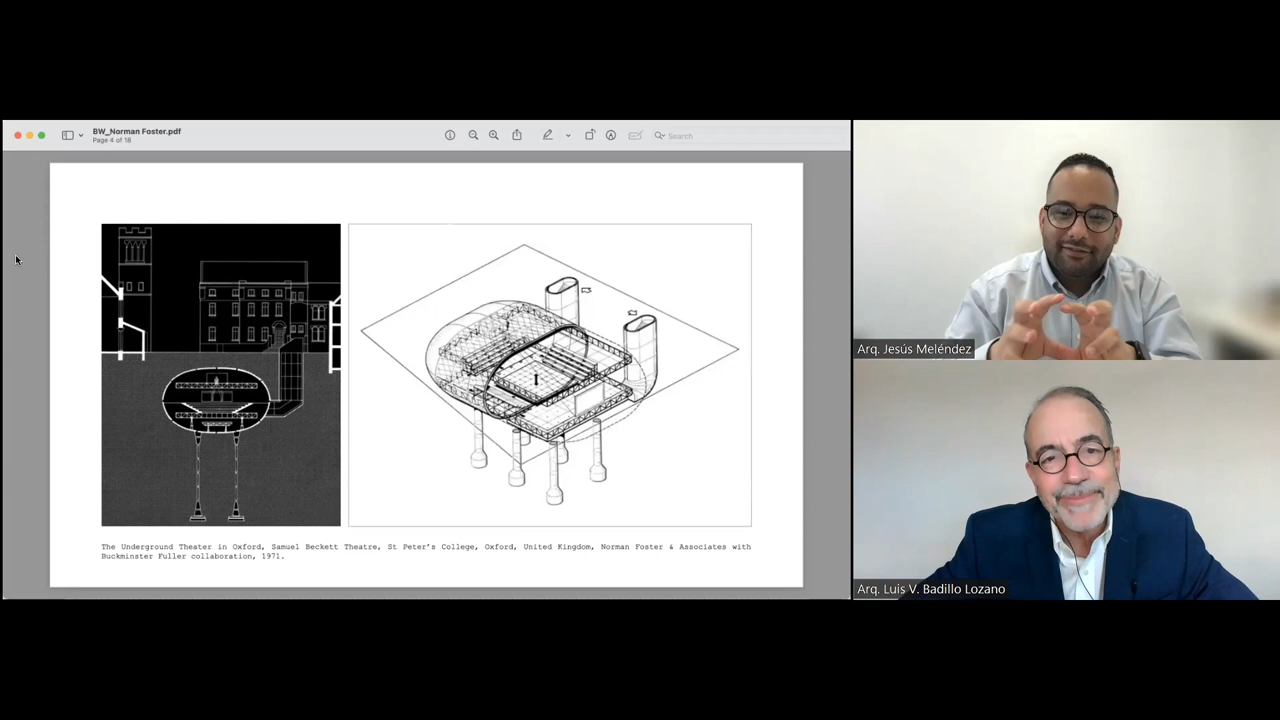 BW_Norman Foster.pdf
Page 4 of 18
Search
The Underground Theater in Oxford, Samuel Beckett Theatre, St Peter's College, Oxford, United Kingdom, Norman Foster & Associates with
Buckminster Fuller collaboration, 1971.
Arq. Jesús Meléndez
Arq. Luis V. Badillo Lozano